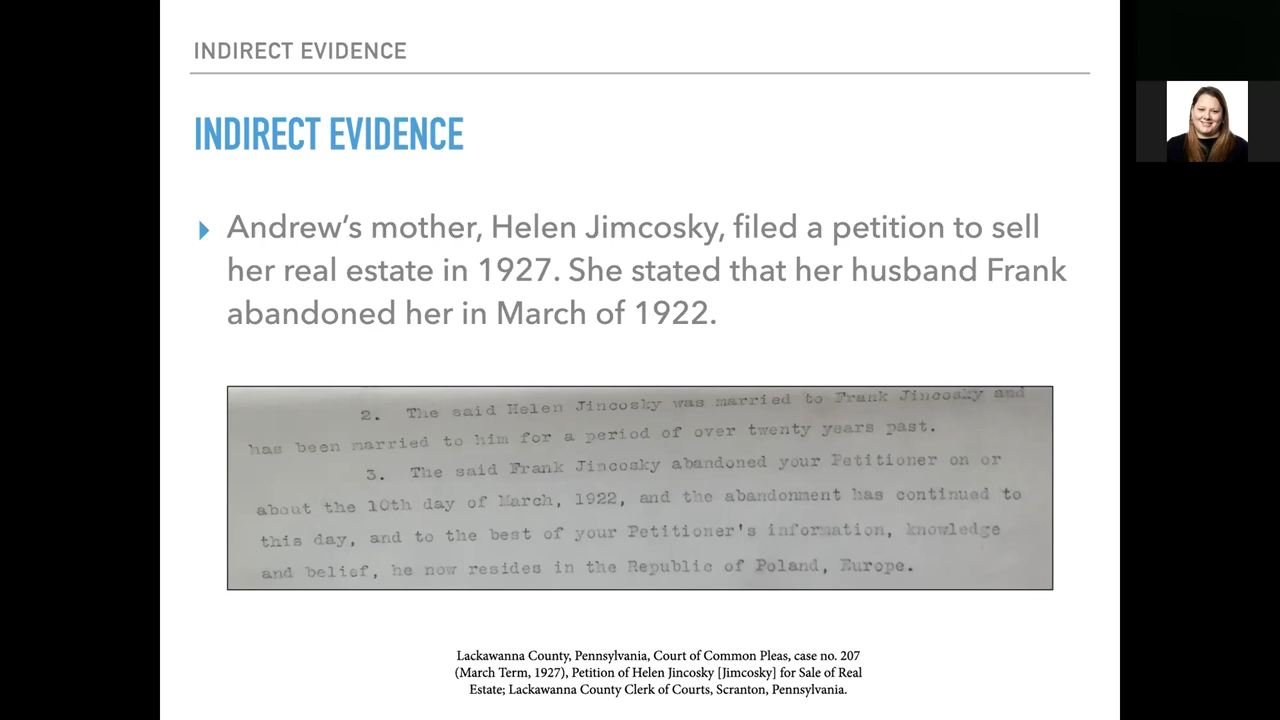 INDIRECT EVIDENCE
INDIRECT EVIDENCE
Andrew's mother, Helen Jimcosky, filed a petition to sell
her real estate in 1927. She stated that her husband Frank
abandoned her in March of 1922.
2. The said Helen Jincosky was married to Frank Jincosky and
has been married to him for a period of over twenty years past.
3. The said Frank Jincosky abandoned your Petitioner on or
about the 10th day of March, 1922, and the abandonment has continued to
this day, and to the best of your Petitioner's information, knowledge
and belief, he now resides in the Republic of Poland, Europe.
Lackawanna County, Pennsylvania, Court of Common Pleas, case no. 207
(March Term, 1927), Petition of Helen Jincosky [Jimcosky] for Sale of Real
Estate; Lackawanna County Clerk of Courts, Scranton, Pennsylvania.